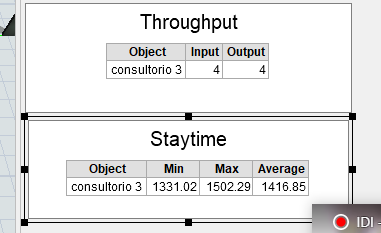 Throughput
Object Input Output
consultorio 3 4 4
Staytime
Object Min Max Average
consultorio 3 1331.02 1502.29 1416.85
IDI -